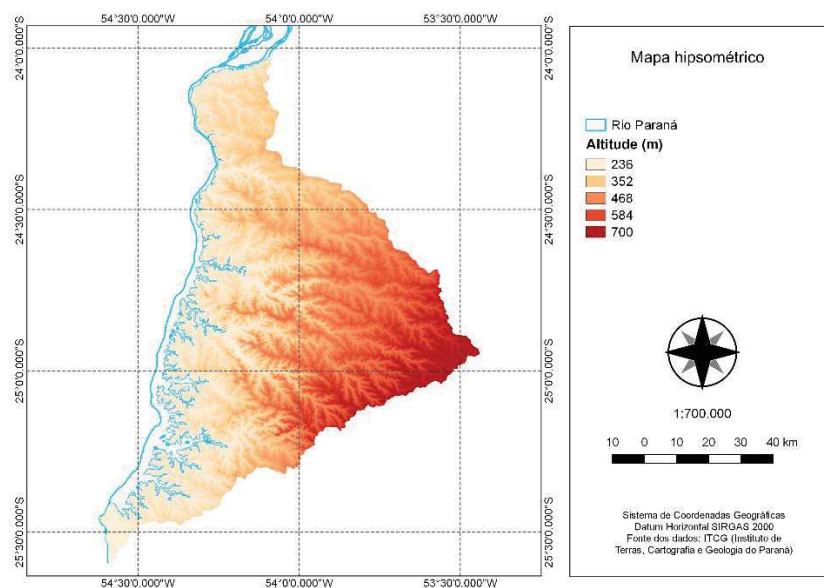 54°30'0.000"W
54°0'0.000"W
53°30'0.000"W
24°0'0.000"S
24°0'0.000"S
24°30'0.000"S
24°30'0.000"S
25°0'0.000"S
25°0'0.000"S
25°30'0.000"S
25°30'0.000"S
54°30'0.000"W
54°0'0.000"W
53°30'0.000"W
Mapa hipsométrico
Rio Paraná
Altitude (m)
236
352
468
584
700
1:700.000
10 0 10 20 30 40 km
Sistema de Coordenadas Geográficas
Datum Horizontal SIRGAS 2000
Fonte dos dados: ITCG (Instituto de
Terras, Cartografia e Geologia do Paraná)